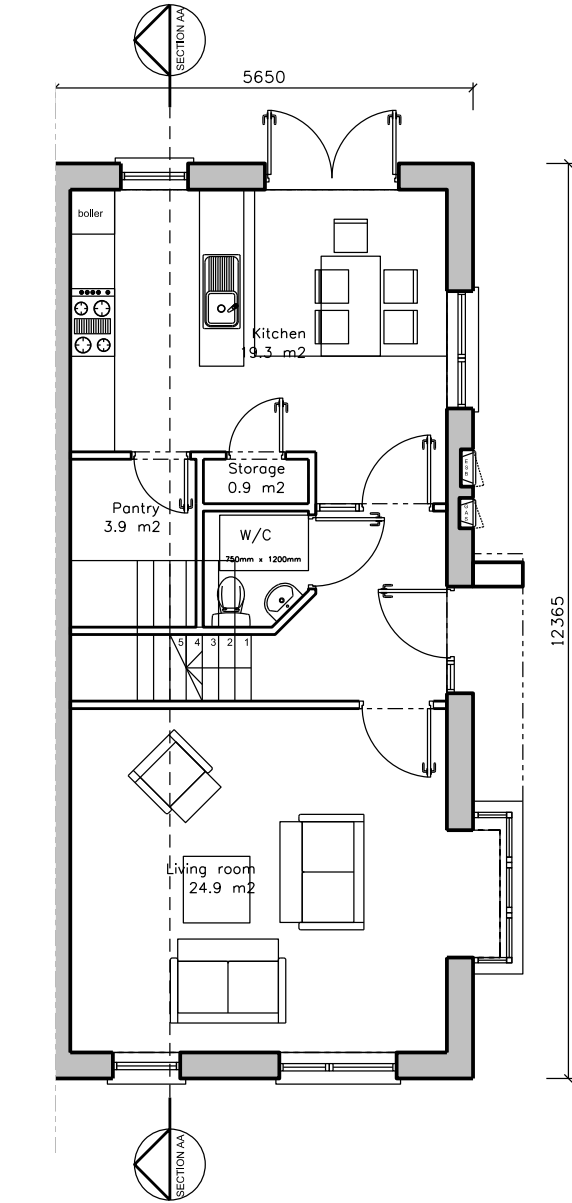 SECTION AA
5650
boiler
Kitchen
19.3 m2
Storage
0.9 m2
Pantry
3.9 m2
W/C
750mm x 1200mm
5 4 3 2 1
12365
Living room
24.9 m2
SECTION AA